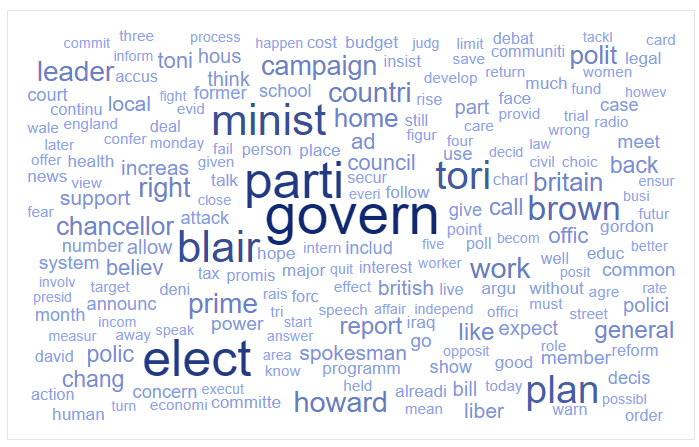 commit three process happen cost budget judg limit debat tackl card
inform toni hous think campaign insist save communiti polit legal
leader accus former school countri develop return much women fund howev
court continu local fight evid minist home rise still part face provid case trial radio
wale england confer deal monday fail person place ad figur care four wrong meet
later offer health increas given council use decid law civil choic back
news view support right talk parti secur everi follow tori charl britain ensur busi
fear chancellor close attack govern give call brown futur gordon
number allow blair hope intern includ five point poll becom offic better
system believ tax promis major quit interest worker work well posit educ common
involv target deni rais forc effect british live argu without agre rate
presid month announc prime tri speech affair independ offici must street polici
measur incom away speak power start answer report iraq go like expect role general
david polic elect area know spokesman programm opposit show good member reform
chang concern execut held alreadi bill today plan decis possibl
action human turn economi committe howard mean liber warn order